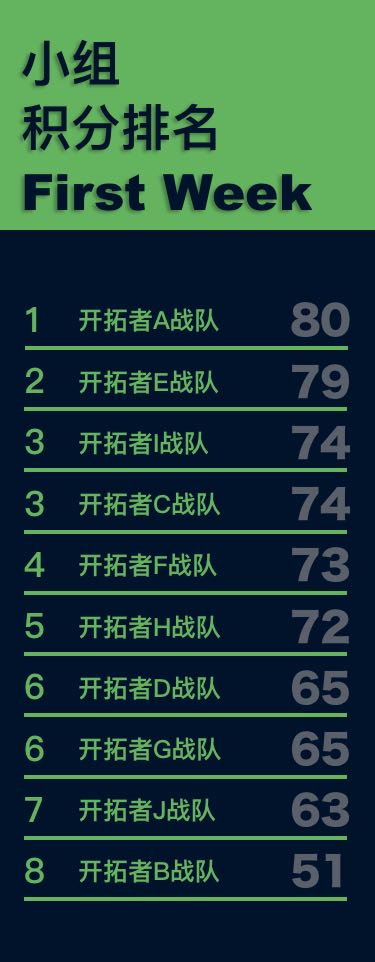 小组
积分排名
First Week
1 开拓者A战队 80
2 开拓者E战队 79
3 开拓者I战队 74
3 开拓者C战队 74
4 开拓者F战队 73
5 开拓者H战队 72
6 开拓者D战队 65
6 开拓者G战队 65
7 开拓者J战队 63
8 开拓者B战队 51